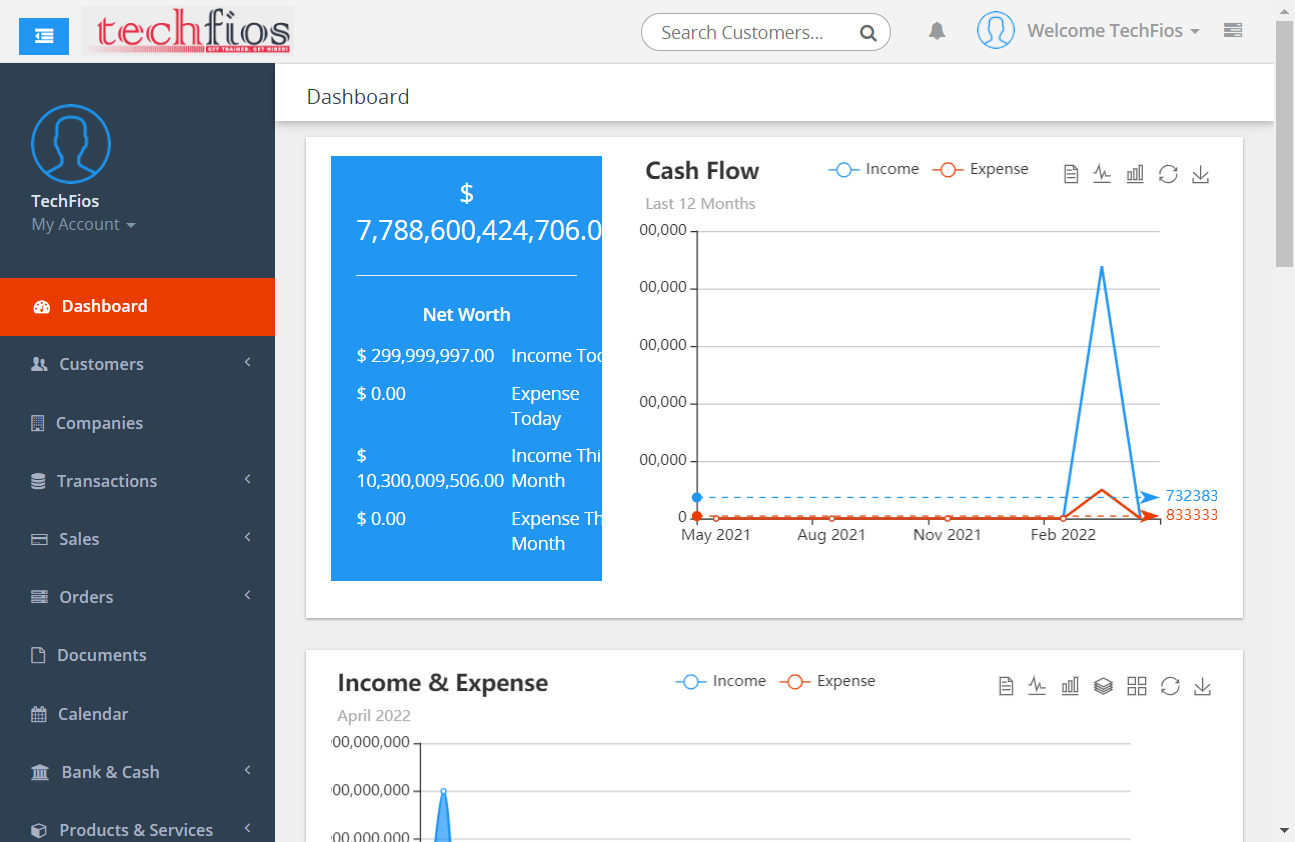 techfios
GET TRAINED. GET HIRED!
Search Customers...
Welcome TechFios
TechFios
My Account
Dashboard
Customers
Companies
Transactions
Sales
Orders
Documents
Calendar
Bank & Cash
Products & Services
Dashboard
$
7,788,600,424,706.0
Net Worth
$ 299,999,997.00 Income Too
$ 0.00 Expense
Today
$ Income Thi
10,300,009,506.00 Month
$ 0.00 Expense Th
Month
Cash Flow
Last 12 Months
Income Expense
00,000
00,000
00,000
00,000
00,000
0
732383
833333
May 2021 Aug 2021 Nov 2021 Feb 2022
Income & Expense
April 2022
Income Expense
00,000,000
00,000,000
00,000,000